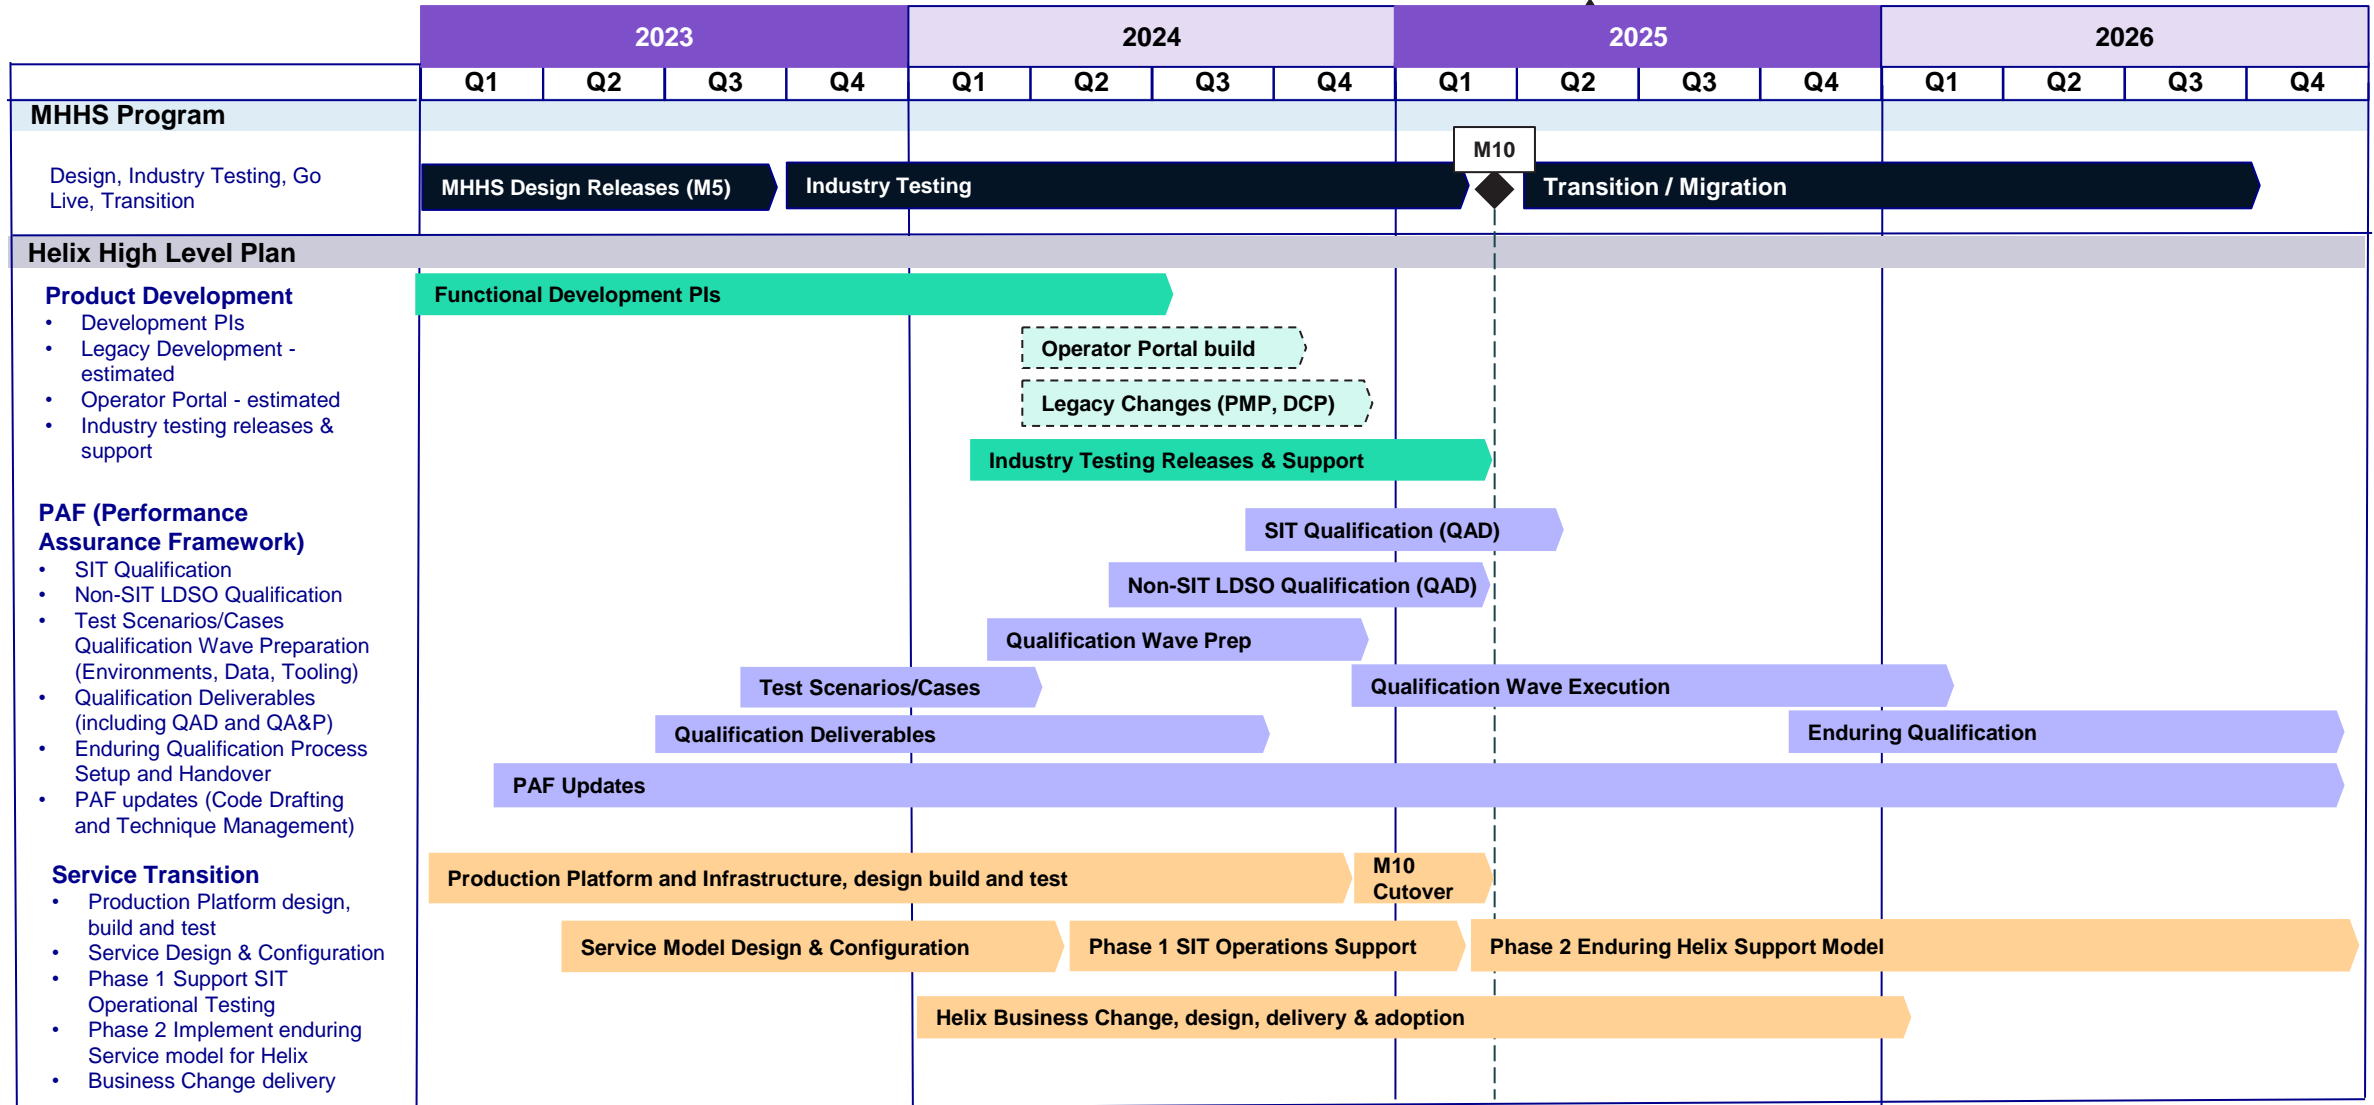 2023 2024 2025 2026
Q1 Q2 Q3 Q4 Q1 Q2 Q3 Q4 Q1 Q2 Q3 Q4 Q1 Q2 Q3 Q4
MHHS Program
M10
Design, Industry Testing, Go
Live, Transition
MHHS Design Releases (M5)
Industry Testing
Transition / Migration
Helix High Level Plan
Product Development
• Development PIs
• Legacy Development -
estimated
• Operator Portal - estimated
• Industry testing releases &
support
Functional Development PIs
Operator Portal build
Legacy Changes (PMP, DCP)
Industry Testing Releases & Support
PAF (Performance
Assurance Framework)
• SIT Qualification
• Non-SIT LDSO Qualification
• Test Scenarios/Cases
Qualification Wave Preparation
(Environments, Data, Tooling)
• Qualification Deliverables
(including QAD and QA&P)
• Enduring Qualification Process
Setup and Handover
• PAF updates (Code Drafting
and Technique Management)
SIT Qualification (QAD)
Non-SIT LDSO Qualification (QAD)
Qualification Wave Prep
Test Scenarios/Cases
Qualification Wave Execution
Qualification Deliverables
Enduring Qualification
PAF Updates
Service Transition
• Production Platform design,
build and test
• Service Design & Configuration
• Phase 1 Support SIT
Operational Testing
• Phase 2 Implement enduring
Service model for Helix
• Business Change delivery
Production Platform and Infrastructure, design build and test
M10
Cutover
Service Model Design & Configuration
Phase 1 SIT Operations Support
Phase 2 Enduring Helix Support Model
Helix Business Change, design, delivery & adoption